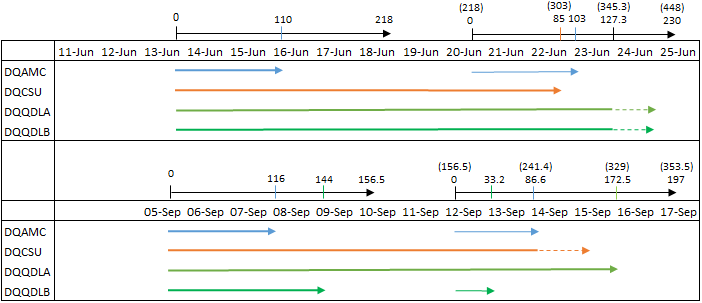 (218) (303) (345.3) (448)
0 110 218 0 85 103 127.3 230
11-Jun 12-Jun 13-Jun 14-Jun 15-Jun 16-Jun 17-Jun 18-Jun 19-Jun 20-Jun 21-Jun 22-Jun 23-Jun 24-Jun 25-Jun
DQAMC
DQCSU
DQQDLA
DQQDLB
(156.5) (241.4) (329) (353.5)
0 116 144 156.5 0 33.2 86.6 172.5 197
05-Sep 06-Sep 07-Sep 08-Sep 09-Sep 10-Sep 11-Sep 12-Sep 13-Sep 14-Sep 15-Sep 16-Sep 17-Sep
DQAMC
DQCSU
DQQDLA
DQQDLB